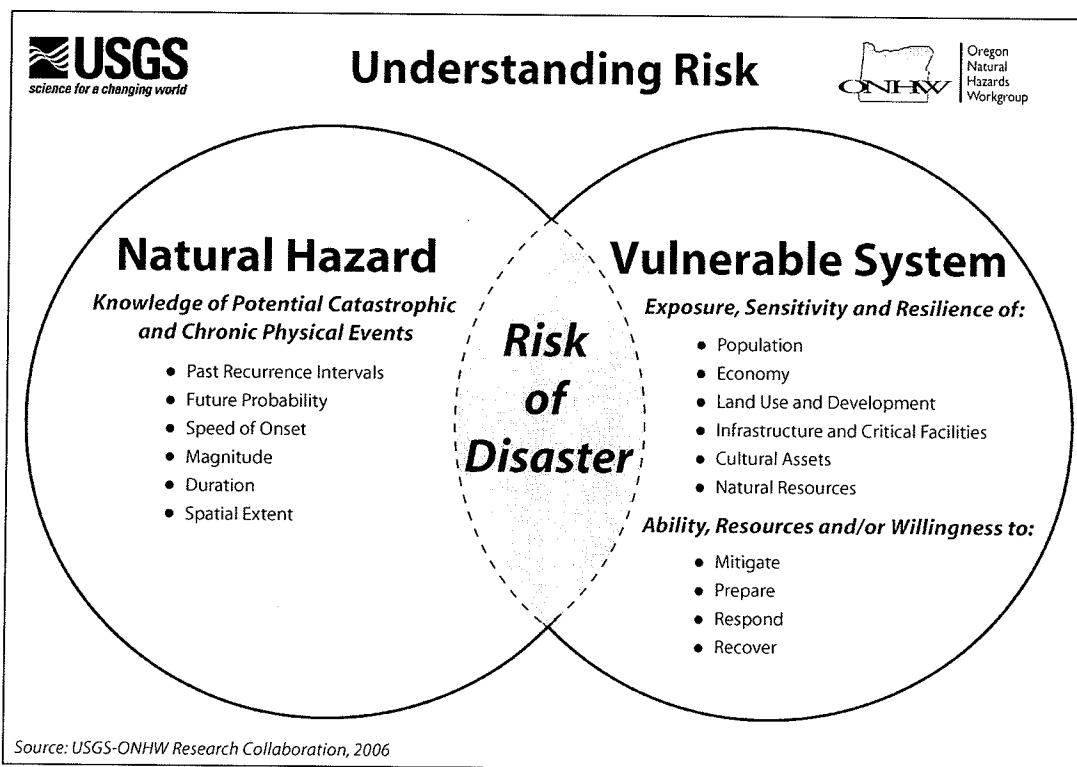 USGS
science for a changing world
Understanding Risk
ONHW
Oregon
Natural
Hazards
Workgroup
Natural Hazard
Knowledge of Potential Catastrophic
and Chronic Physical Events
• Past Recurrence Intervals
• Future Probability
• Speed of Onset
• Magnitude
• Duration
• Spatial Extent
Risk
of
Disaster
Vulnerable System
Exposure, Sensitivity and Resilience of:
• Population
• Economy
• Land Use and Development
• Infrastructure and Critical Facilities
• Cultural Assets
• Natural Resources
Ability, Resources and/or Willingness to:
• Mitigate
• Prepare
• Respond
• Recover
Source: USGS-ONHW Research Collaboration, 2006